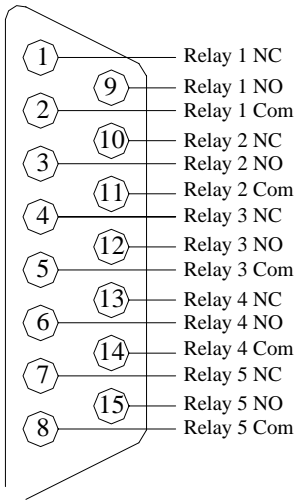 1 Relay 1 NC
9 Relay 1 NO
2 Relay 1 Com
10 Relay 2 NC
3 Relay 2 NO
11 Relay 2 Com
4 Relay 3 NC
12 Relay 3 NO
5 Relay 3 Com
13 Relay 4 NC
6 Relay 4 NO
14 Relay 4 Com
7 Relay 5 NC
15 Relay 5 NO
8 Relay 5 Com